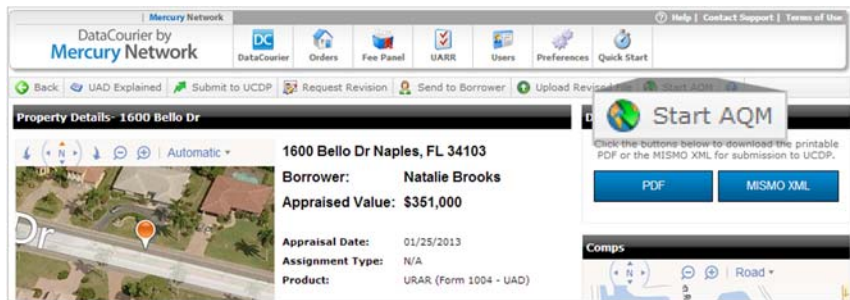 Mercury Network
Help | Contact Support | Terms of Use
DataCourier by
Mercury Network
DC
DataCourier
Orders
Fee Panel
UARR
Users
Preferences
Quick Start
Back
UAD Explained
Submit to UCDP
Request Revision
Send to Borrower
Upload Revised File
Start AQM
Start AQM
Property Details- 1600 Bello Dr
D
Automatic
N
Dr
1600 Bello Dr Naples, FL 34103
Borrower: Natalie Brooks
Appraised Value: $351,000
Appraisal Date: 01/25/2013
Assignment Type: N/A
Product: URAR (Form 1004 - UAD)
Click the buttons below to download the printable
PDF or the MISMO XML for submission to UCDP.
PDF
MISMO XML
Comps
N
Road